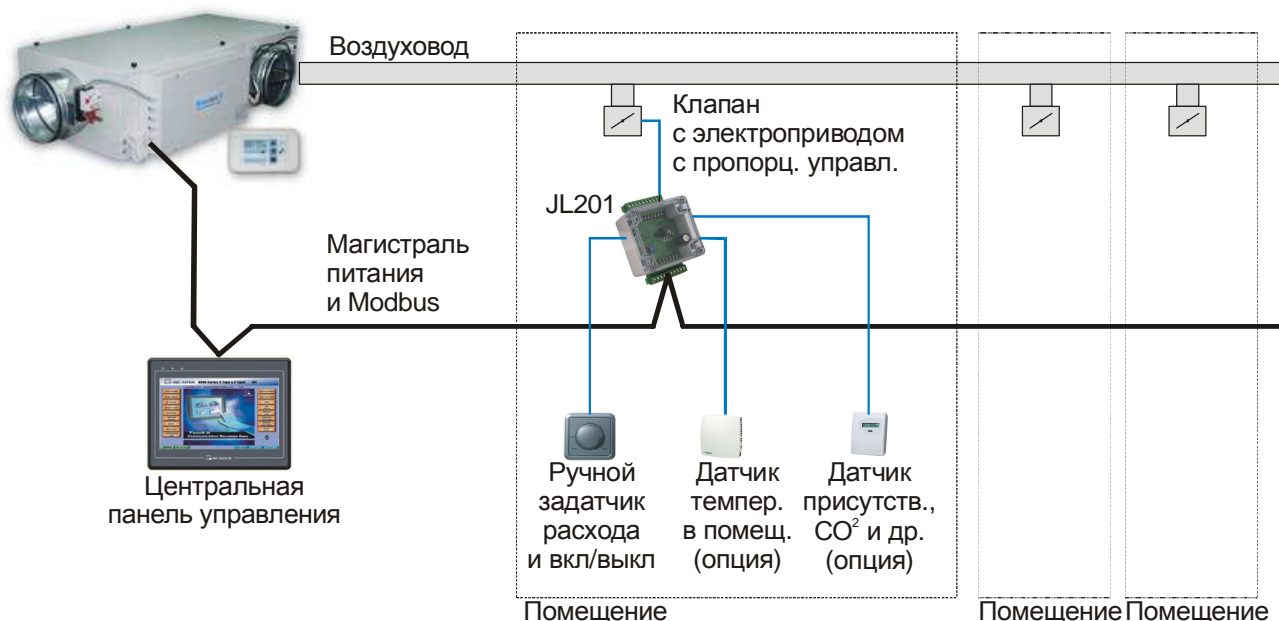 Воздуховод
Клапан
с электроприводом
с пропорц. управл.
JL201
Магистраль
питания
и Modbus
Центральная
панель управления
Ручной
задатчик
расхода
и вкл/выкл
Датчик
темпер.
в помещ.
(опция)
Датчик
присутств.,
CO² и др.
(опция)
Помещение
Помещение
Помещение